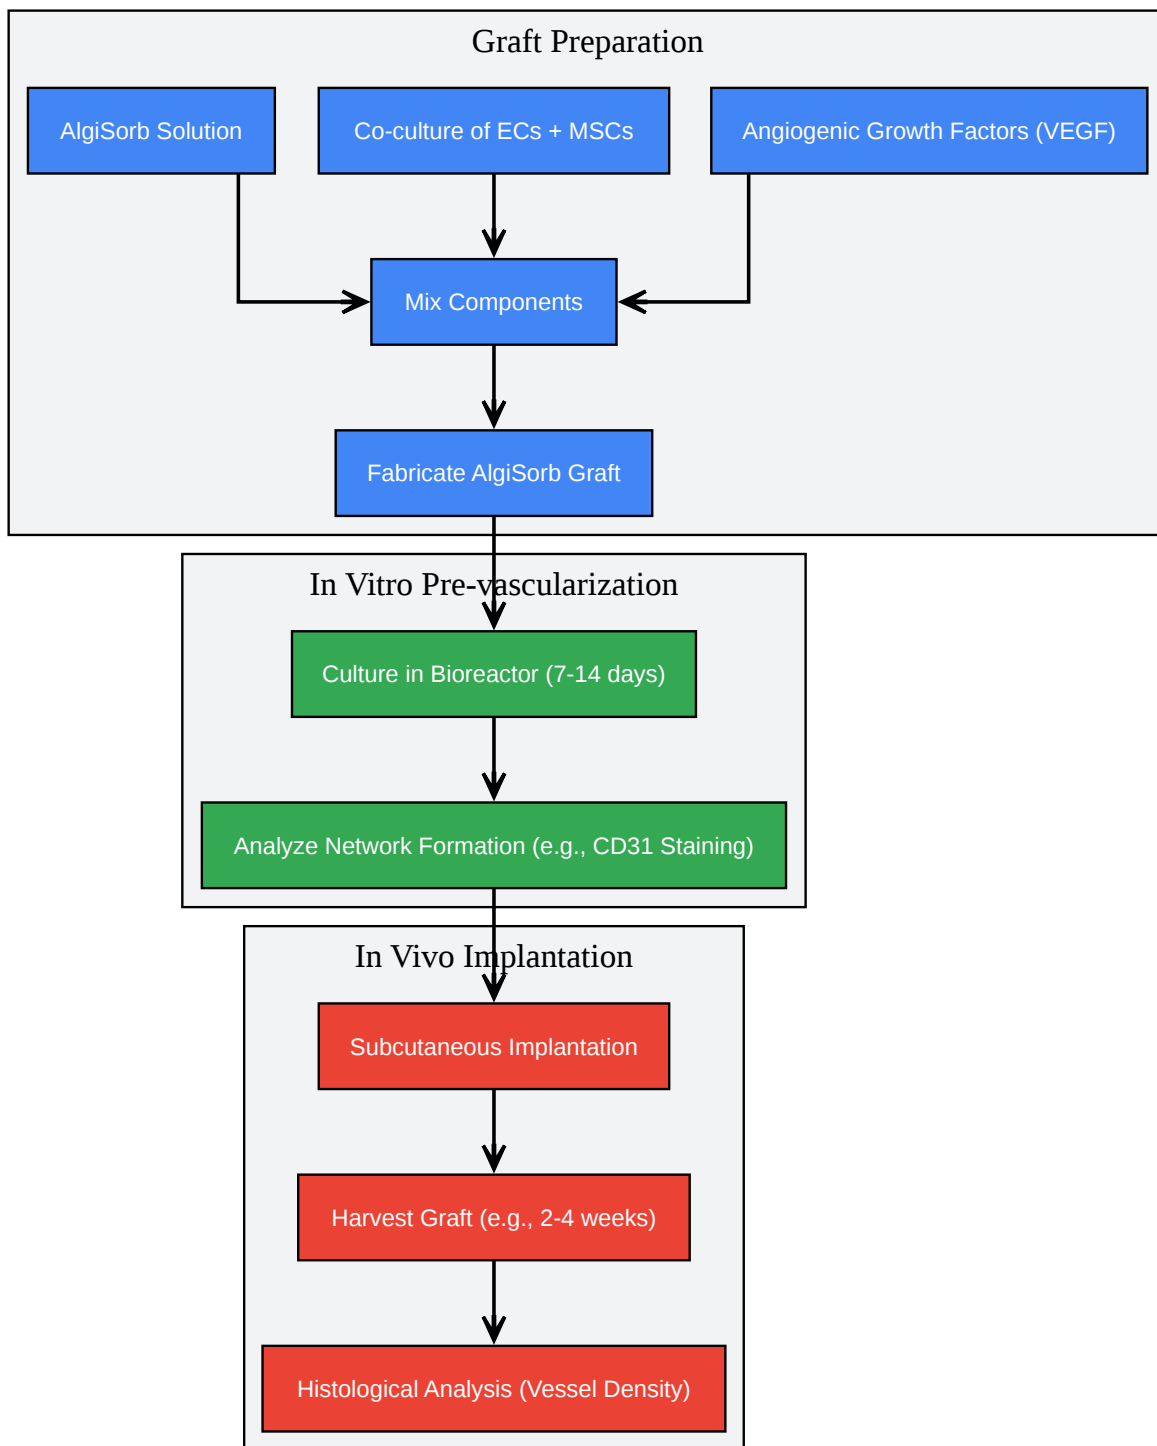 Graft Preparation
AlgiSorb Solution
Co-culture of ECs + MSCs
Angiogenic Growth Factors (VEGF)
Mix Components
Fabricate AlgiSorb Graft
In Vitro Pre-vascularization
Culture in Bioreactor (7-14 days)
Analyze Network Formation (e.g., CD31 Staining)
In Vivo Implantation
Subcutaneous Implantation
Harvest Graft (e.g., 2-4 weeks)
Histological Analysis (Vessel Density)